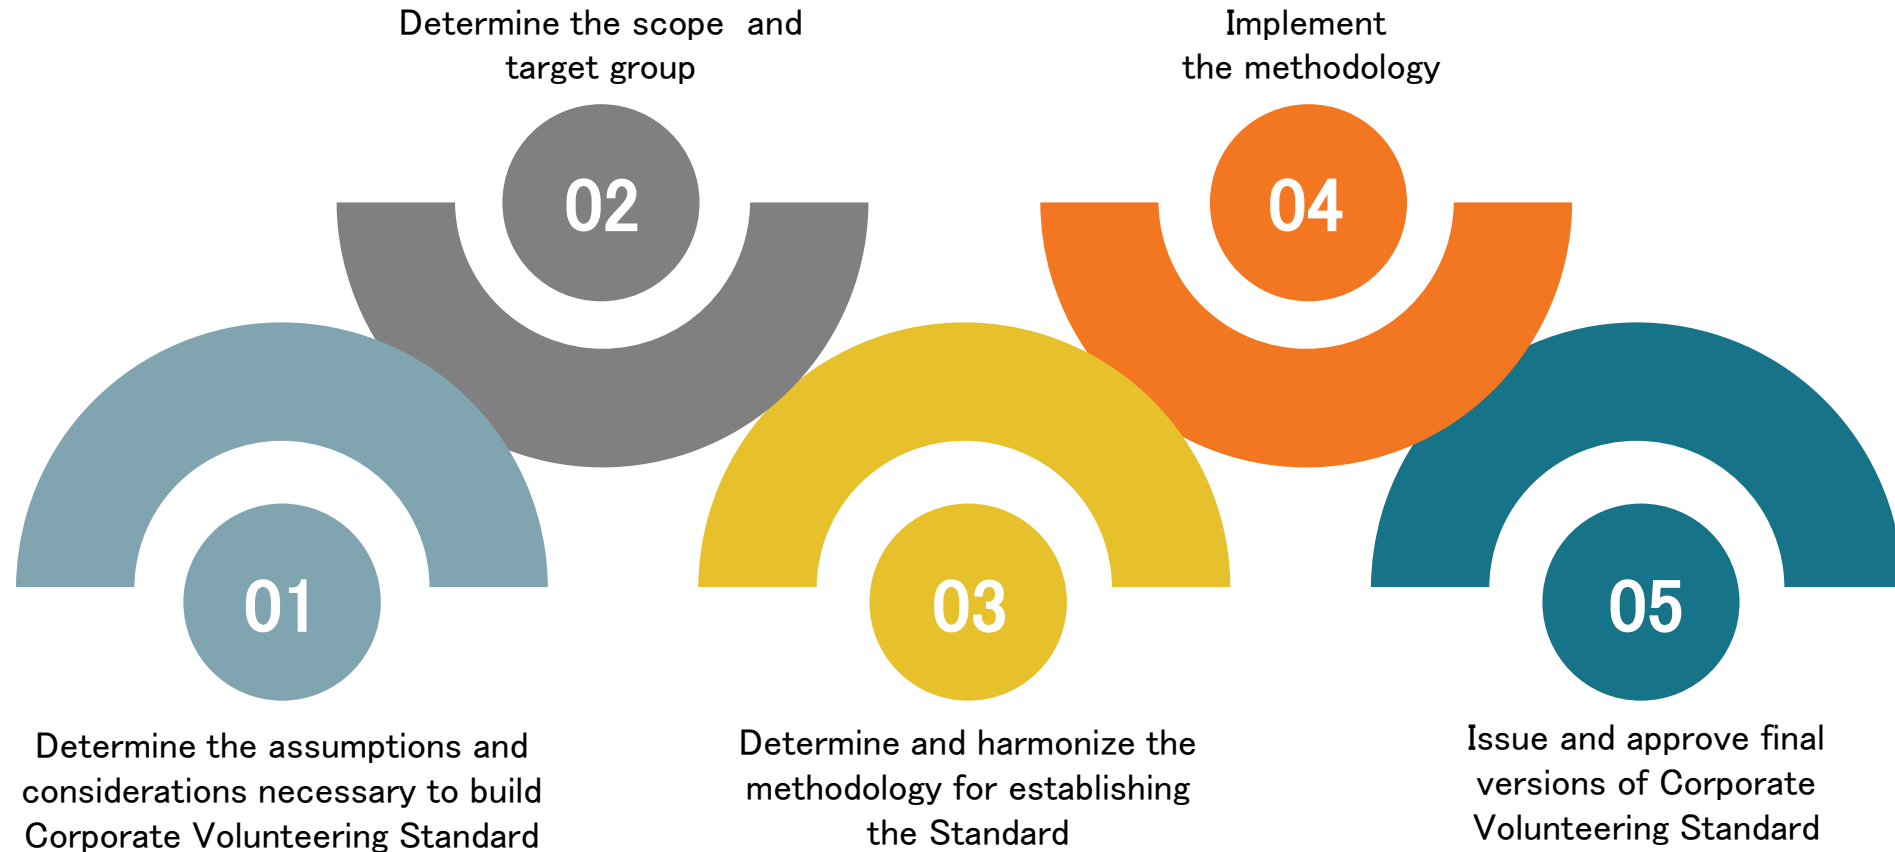 01
Determine the assumptions and
considerations necessary to build
Corporate Volunteering Standard
Determine the scope and
target group
02
03
Determine and harmonize the
methodology for establishing
the Standard
Implement
the methodology
04
05
Issue and approve final
versions of Corporate
Volunteering Standard